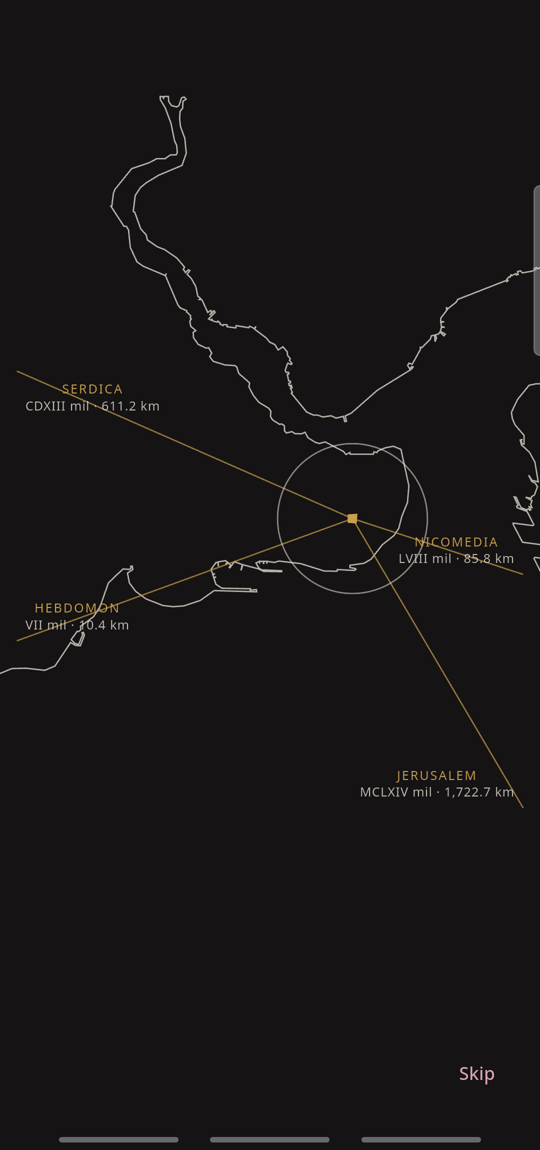 SERDICA
CDXIII mil · 611.2 km
NICOMEDIA
LVIII mil · 85.8 km
HEBDOMON
VII mil · 10.4 km
JERUSALEM
MCLXIV mil · 1,722.7 km
Skip